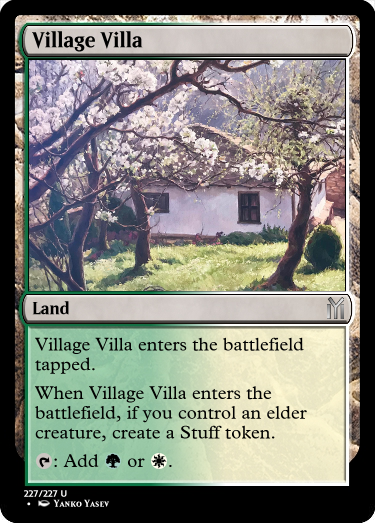 Village Villa
Land
Village Villa enters the battlefield
tapped.
When Village Villa enters the
battlefield, if you control an elder
creature, create a Stuff token.
: Add or .
227/227 U
• Yanko Yasev